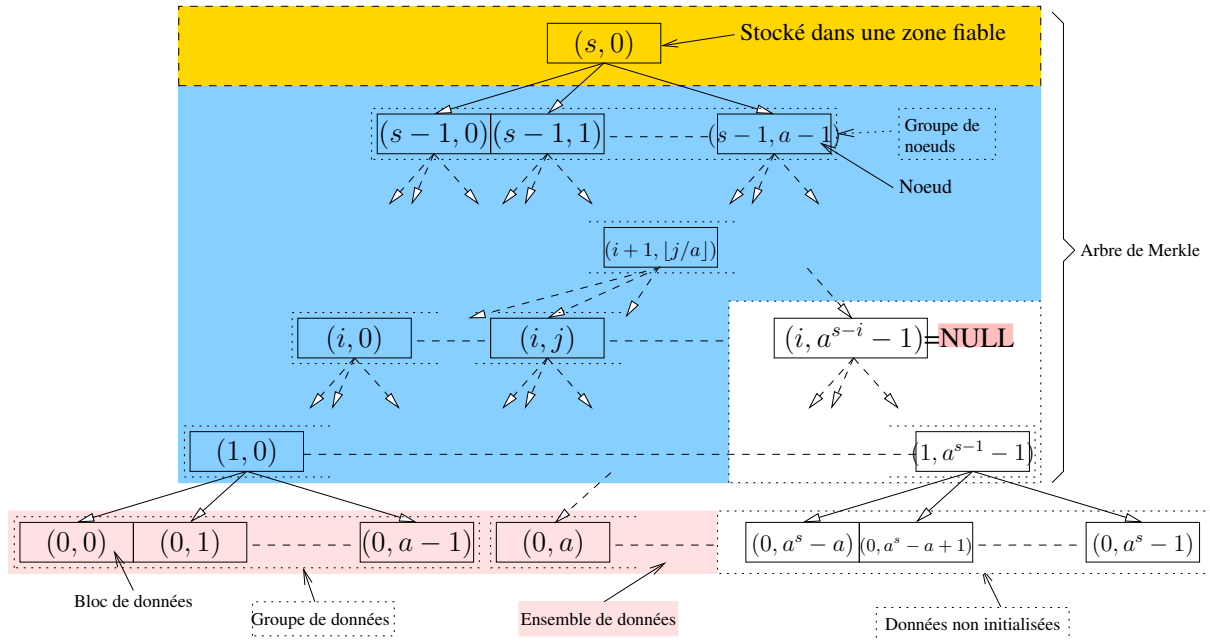 (s, 0)
Stocké dans une zone fiable
(s − 1, 0)
(s − 1, 1)
(s − 1, a − 1)
Groupe de
noeuds
Noeud
(i + 1, ⌊j/a⌋)
Arbre de Merkle
(i, 0)
(i, j)
(i, a^{s−i} − 1)=NULL
(1, 0)
(1, a^{s−1} − 1)
(0, 0)
(0, 1)
(0, a − 1)
(0, a)
(0, a^s − a)
(0, a^s − a + 1)
(0, a^s − 1)
Bloc de données
Groupe de données
Ensemble de données
Données non initialisées